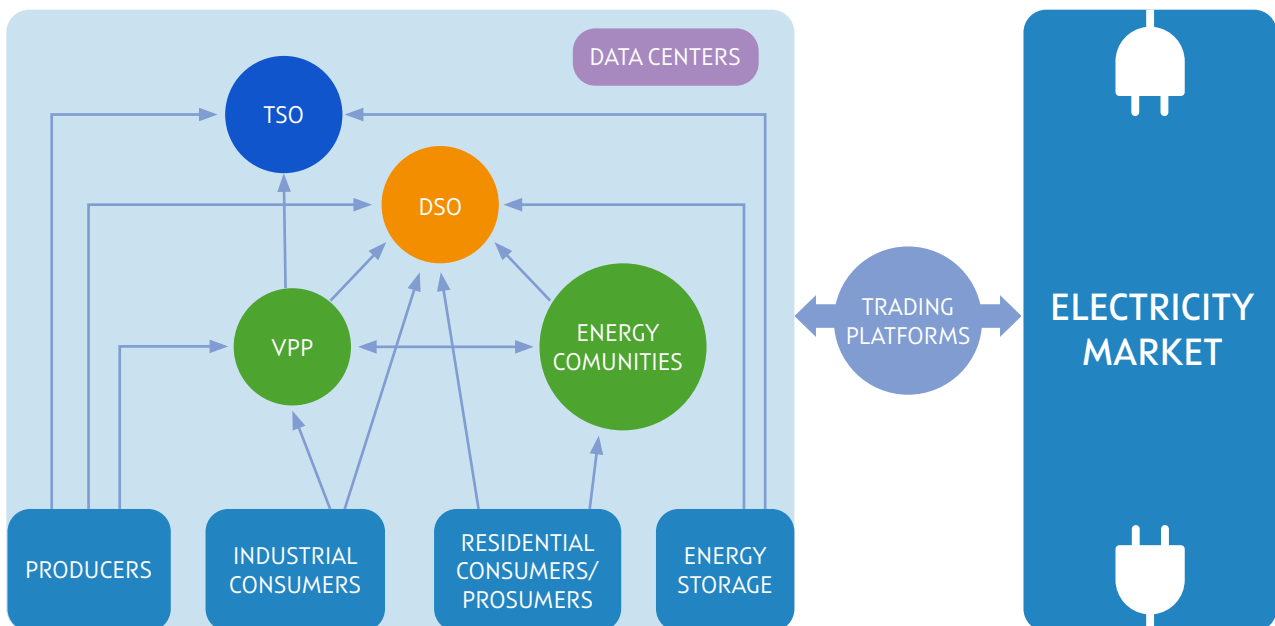 DATA CENTERS
TSO
DSO
VPP
ENERGY
COMUNITIES
TRADING
PLATFORMS
ELECTRICITY
MARKET
PRODUCERS
INDUSTRIAL
CONSUMERS
RESIDENTIAL
CONSUMERS/
PROSUMERS
ENERGY
STORAGE